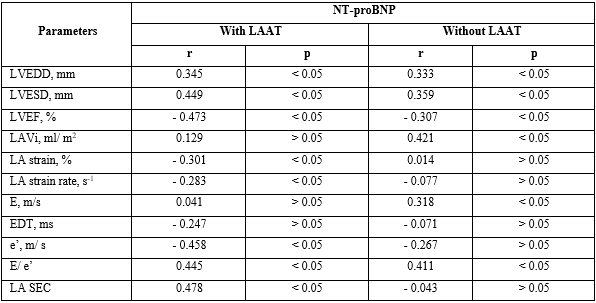 Parameters NT-proBNP
With LAAT Without LAAT
r p r p
LVEDD, mm 0.345 < 0.05 0.333 < 0.05
LVESD, mm 0.449 < 0.05 0.359 < 0.05
LVEF, % - 0.473 < 0.05 - 0.307 < 0.05
LAVi, ml/ m² 0.129 > 0.05 0.421 < 0.05
LA strain, % - 0.301 < 0.05 0.014 > 0.05
LA strain rate, s⁻¹ - 0.283 < 0.05 - 0.077 > 0.05
E, m/s 0.041 > 0.05 0.318 < 0.05
EDT, ms - 0.247 > 0.05 - 0.071 > 0.05
e’, m/ s - 0.458 < 0.05 - 0.267 > 0.05
E/ e’ 0.445 < 0.05 0.411 < 0.05
LA SEC 0.478 < 0.05 - 0.043 > 0.05